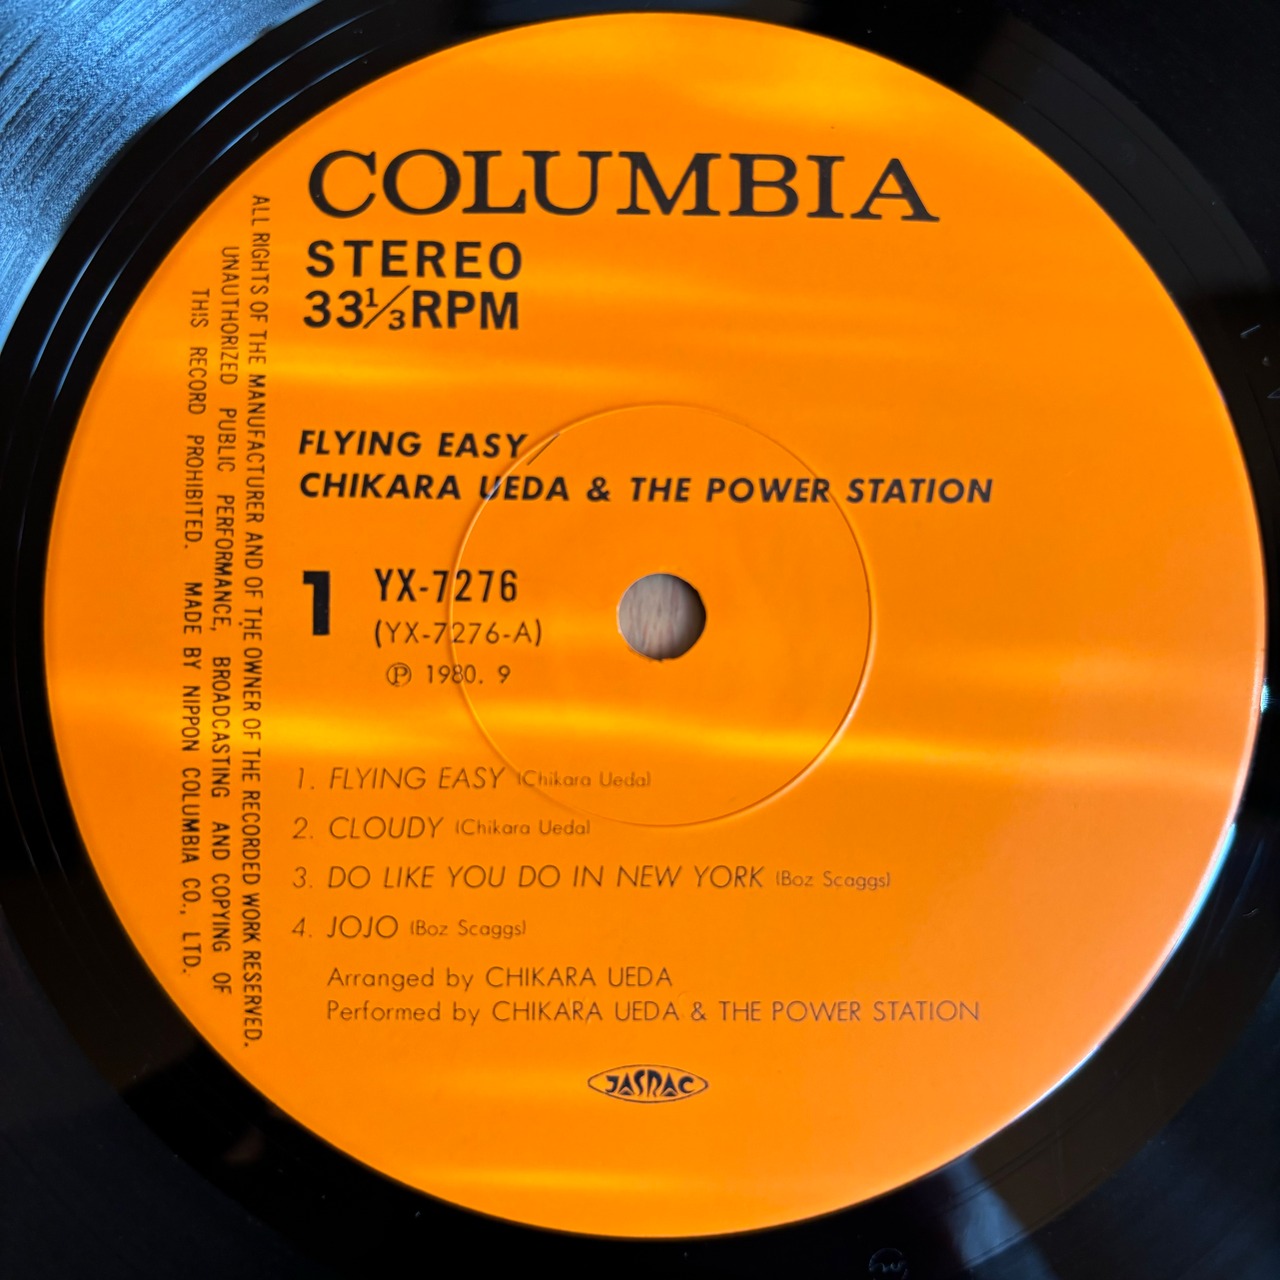 COLUMBIA
STEREO
33⅓RPM
FLYING EASY
CHIKARA UEDA & THE POWER STATION
1
YX-7276
(YX-7276-A)
Ⓟ 1980. 9
1. FLYING EASY (Chikara Ueda)
2. CLOUDY (Chikara Ueda)
3. DO LIKE YOU DO IN NEW YORK (Boz Scaggs)
4. JOJO (Boz Scaggs)
Arranged by CHIKARA UEDA
Performed by CHIKARA UEDA & THE POWER STATION
JASRAC
ALL RIGHTS OF THE MANUFACTURER AND OF THE OWNER OF THE RECORDED WORK RESERVED.
UNAUTHORIZED PUBLIC PERFORMANCE, BROADCASTING AND COPYING OF
THIS RECORD PROHIBITED. MADE BY NIPPON COLUMBIA CO., LTD.